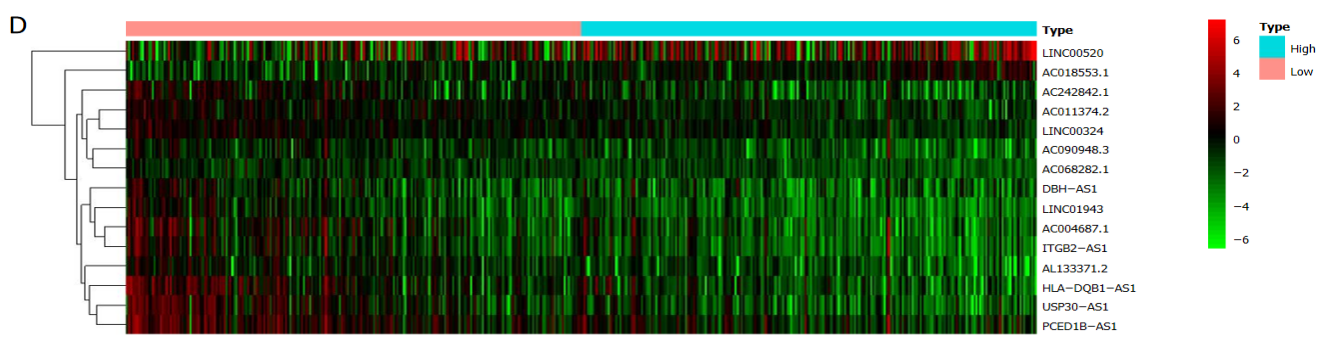 D
Type
LINC00520
AC018553.1
AC242842.1
AC011374.2
LINC00324
AC090948.3
AC068282.1
DBH−AS1
LINC01943
AC004687.1
ITGB2−AS1
AL133371.2
HLA−DQB1−AS1
USP30−AS1
PCED1B−AS1
6
4
2
0
−2
−4
−6
Type
High
Low